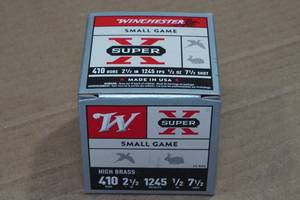 WINCHESTER
SMALL GAME
SUPER X
410 BORE 2½ IN 1245 FPS ½ OZ 7½ SHOT
MADE IN USA
W
SUPER X
SMALL GAME
HIGH BRASS
410 2½ 1245 ½ 7½